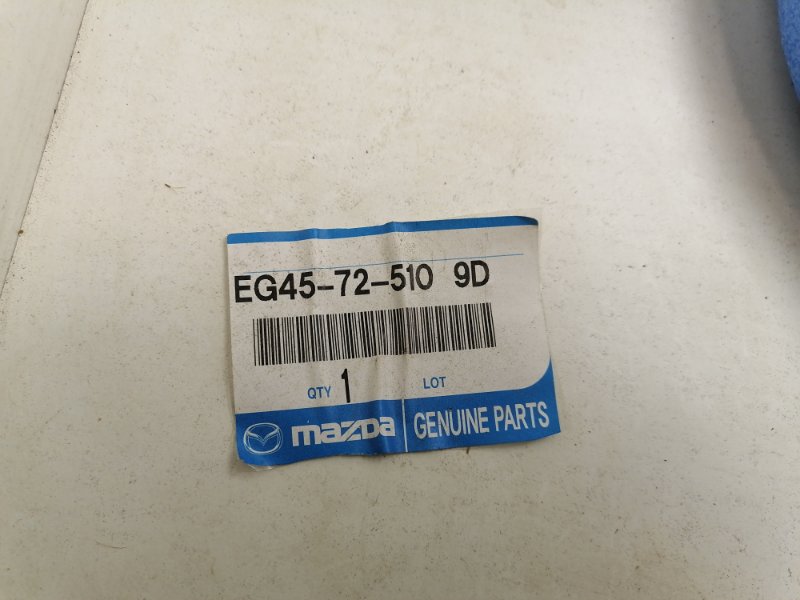 EG45-72-510 9D
QTY 1 LOT
mazda GENUINE PARTS